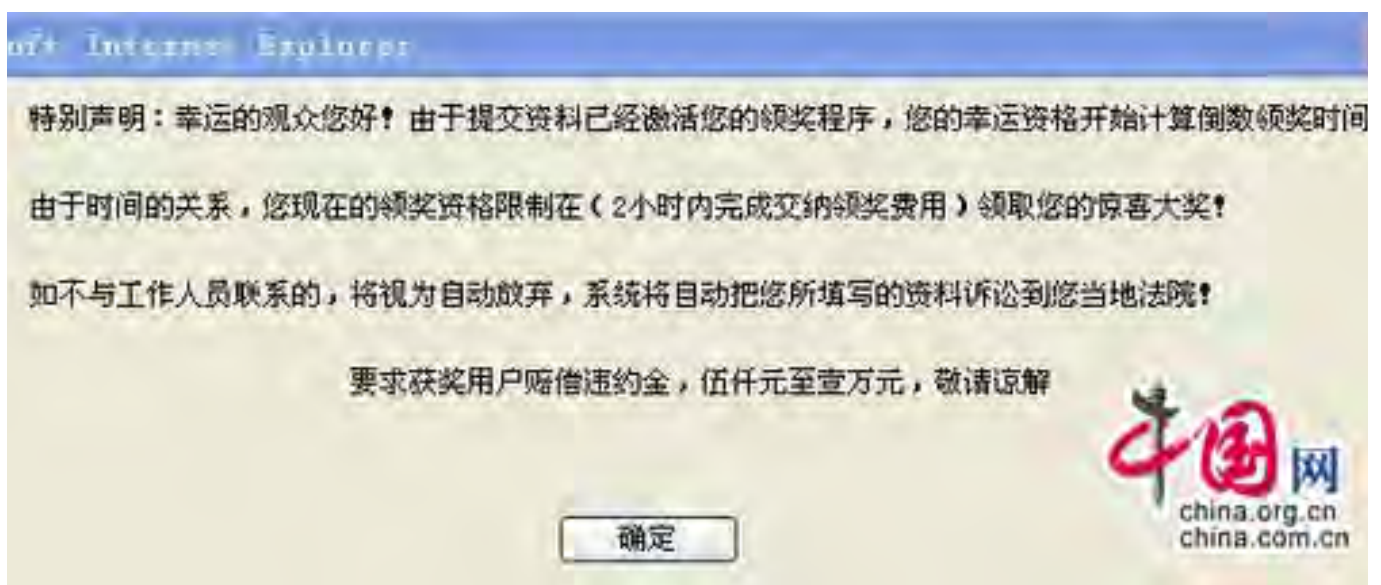 oft Internet Explorer
特别声明：幸运的观众您好！由于提交资料已经激活您的领奖程序，您的幸运资格开始计算倒数领奖时间
由于时间的关系，您现在的领奖资格限制在（2小时内完成交纳领奖费用）领取您的惊喜大奖！
如不与工作人员联系的，将视为自动放弃，系统将自动把您所填写的资料诉讼到您当地法院！
要求获奖用户赔偿违约金，伍仟元至壹万元，敬请谅解
中国网
china.org.cn
china.com.cn
确定